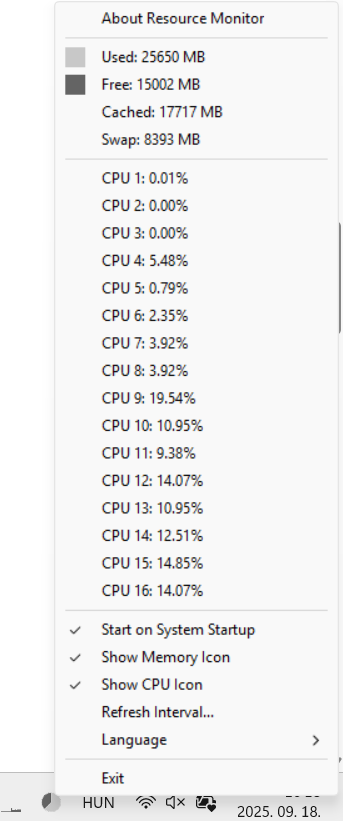 About Resource Monitor
Used: 25650 MB
Free: 15002 MB
Cached: 17717 MB
Swap: 8393 MB
CPU 1: 0.01%
CPU 2: 0.00%
CPU 3: 0.00%
CPU 4: 5.48%
CPU 5: 0.79%
CPU 6: 2.35%
CPU 7: 3.92%
CPU 8: 3.92%
CPU 9: 19.54%
CPU 10: 10.95%
CPU 11: 9.38%
CPU 12: 14.07%
CPU 13: 10.95%
CPU 14: 12.51%
CPU 15: 14.85%
CPU 16: 14.07%
Start on System Startup
Show Memory Icon
Show CPU Icon
Refresh Interval...
Language
Exit
HUN
2025. 09. 18.